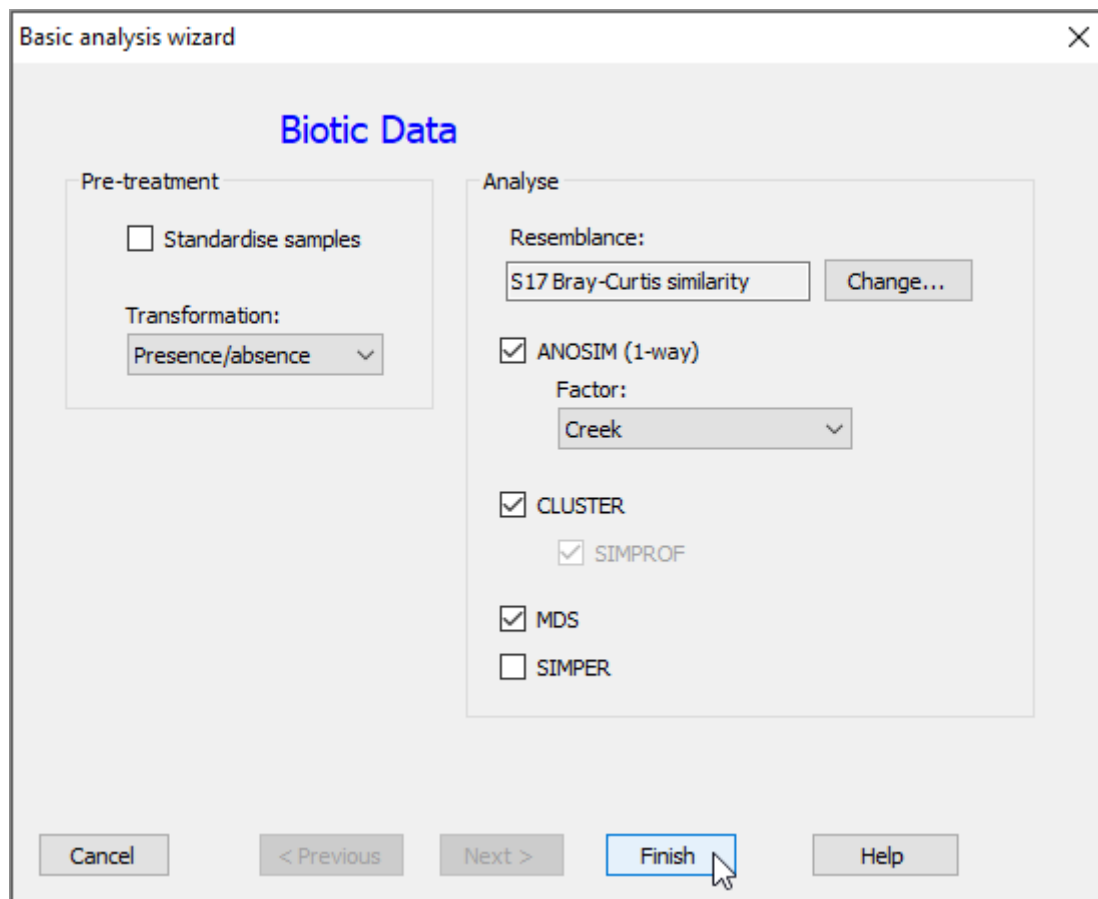 Basic analysis wizard
Biotic Data
Pre-treatment
Standardise samples
Transformation:
Presence/absence
Analyse
Resemblance:
S17 Bray-Curtis similarity
Change...
ANOSIM (1-way)
Factor:
Creek
CLUSTER
SIMPROF
MDS
SIMPER
Cancel
< Previous
Next >
Finish
Help